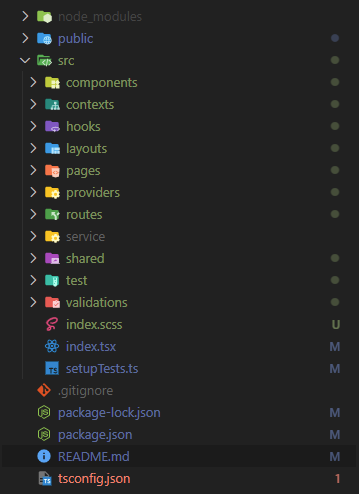 node_modules
public
src
components
contexts
hooks
layouts
pages
providers
routes
service
shared
test
validations
index.scss U
index.tsx M
TS setupTests.ts M
.gitignore
package-lock.json M
package.json M
README.md M
tsconfig.json 1